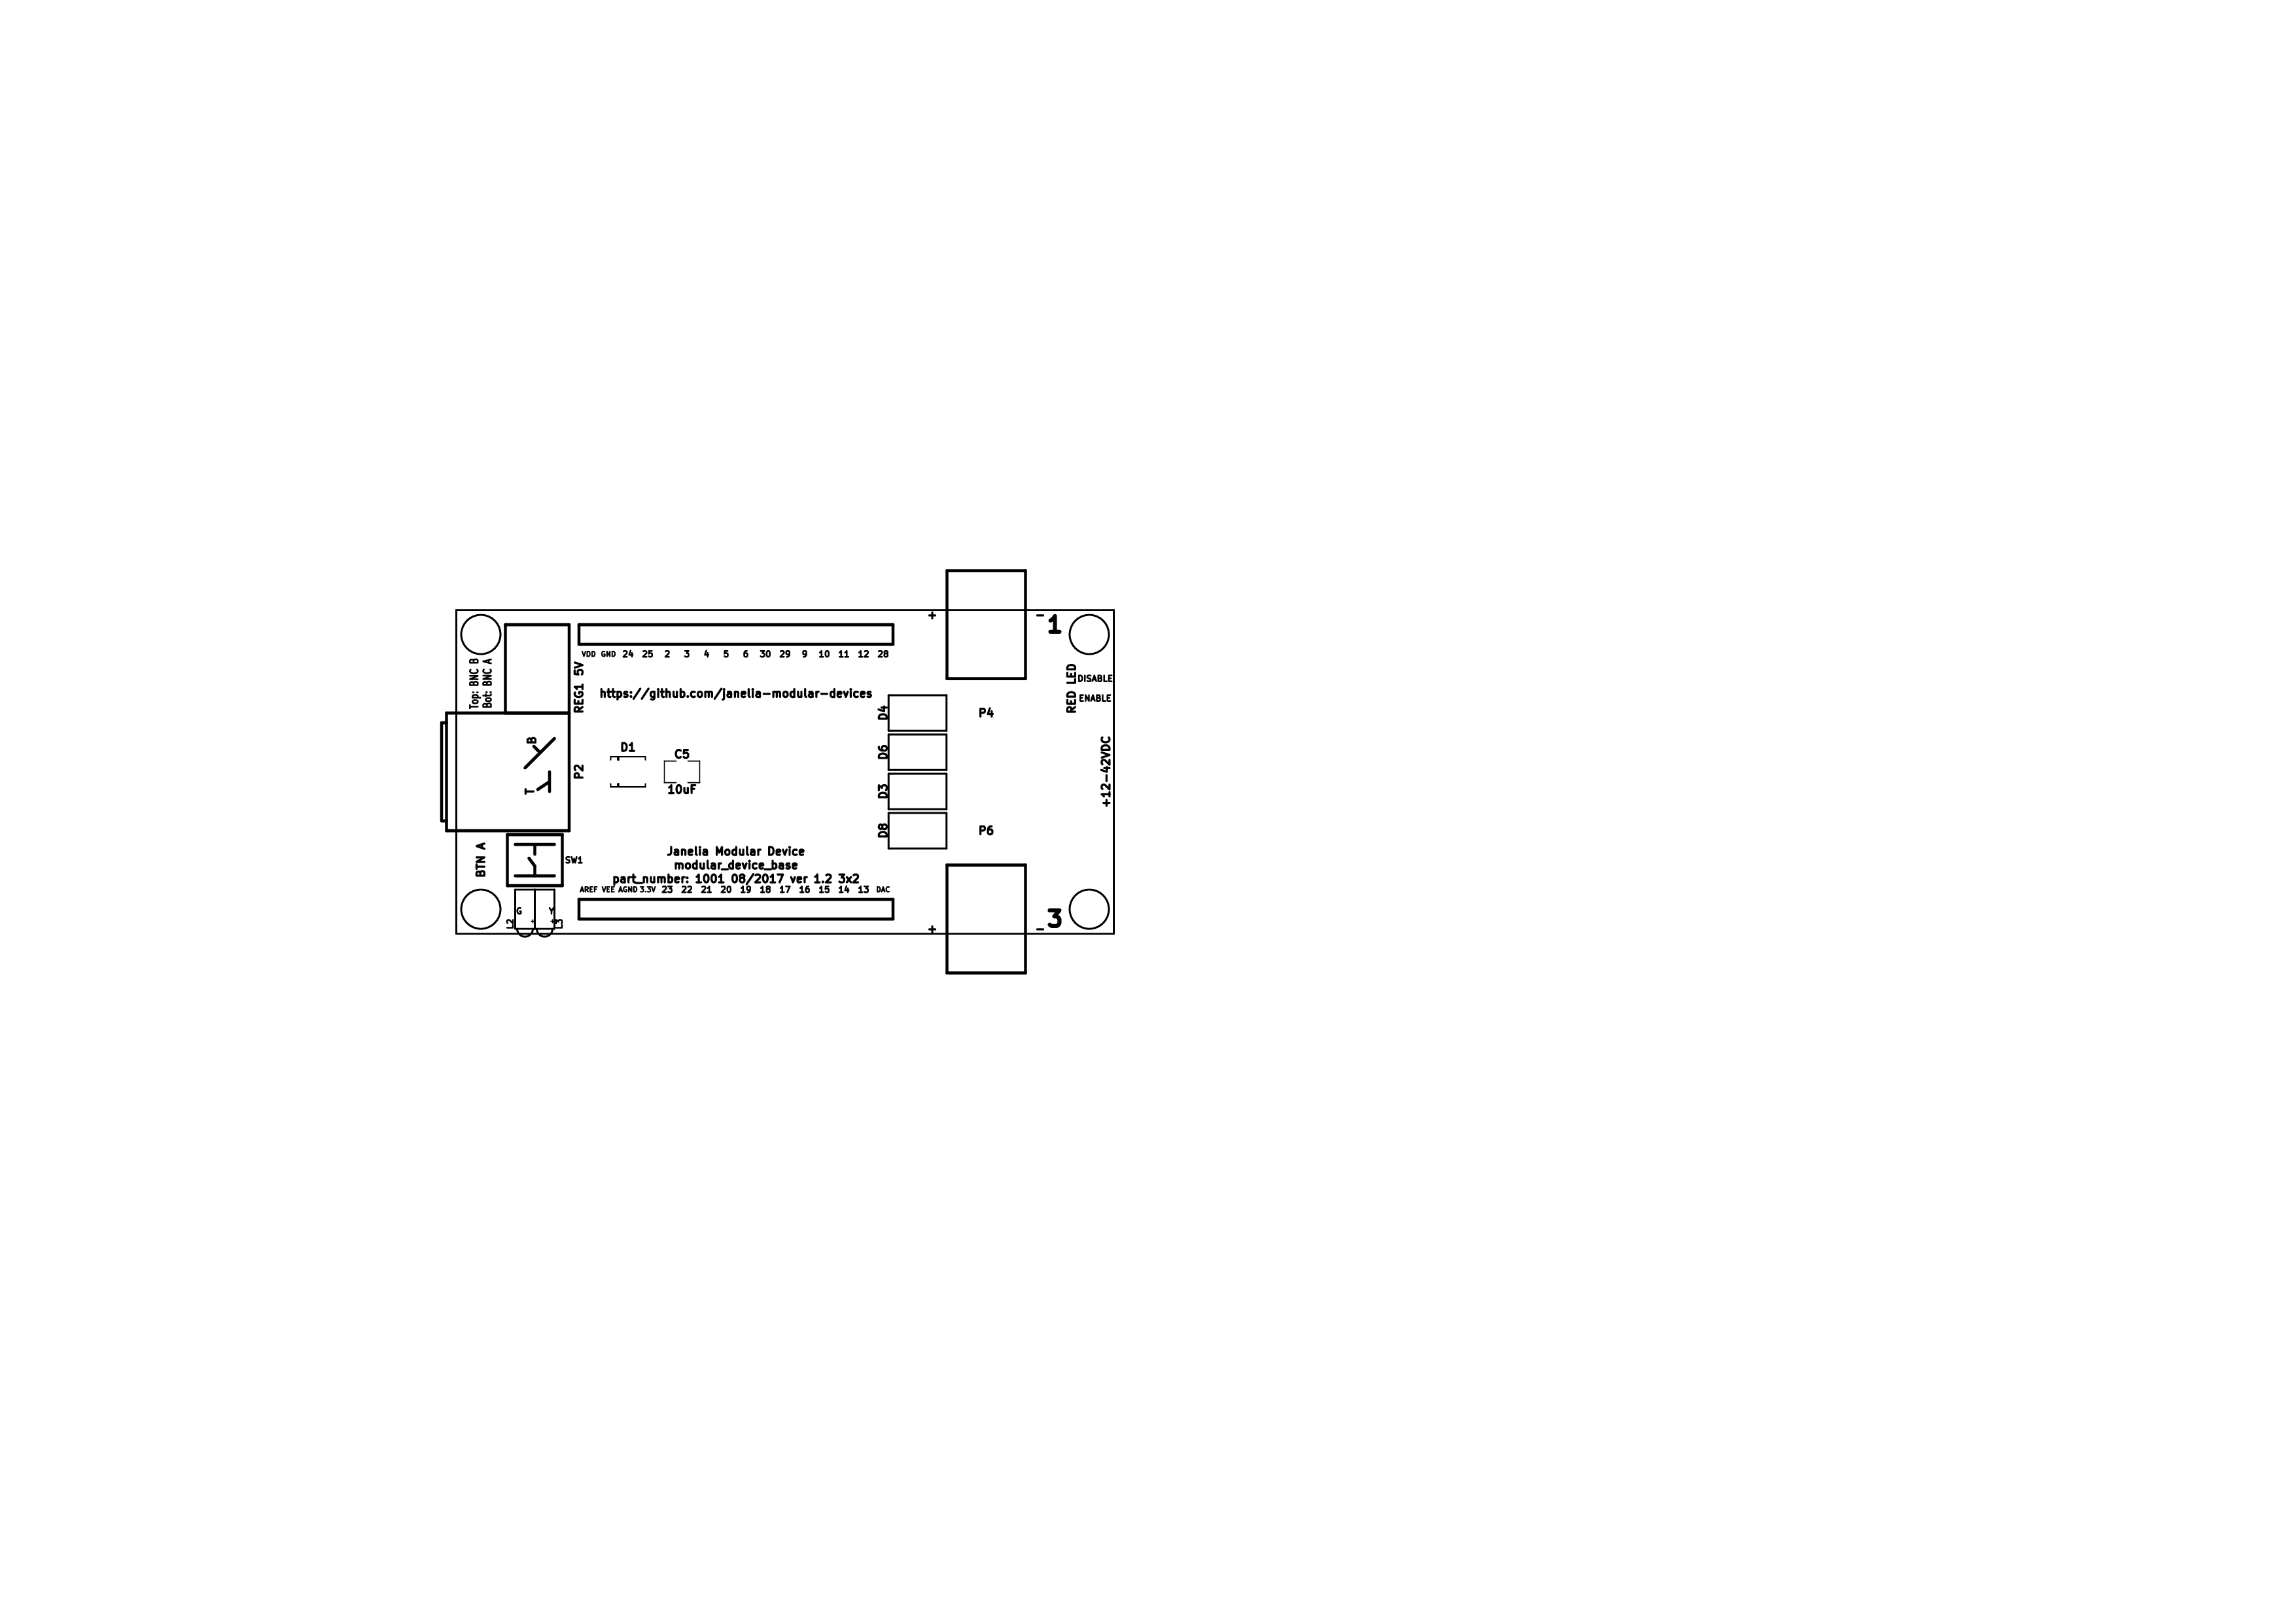 +
-
1
VDD GND 24 25 2 3 4 5 6 30 29 9 10 11 12 28
Top: BNC B
Bot: BNC A
REG1 5V
https://github.com/janelia-modular-devices
RED LED
DISABLE
ENABLE
D4
P4
B
D1
C5
D6
+12-42VDC
P2
T
10uF
D3
D8
P6
BTN A
SW1
Janelia Modular Device
modular_device_base
part_number: 1001 08/2017 ver 1.2 3x2
AREF VEE AGND 3.3V 23 22 21 20 19 18 17 16 15 14 13 DAC
G
Y
L2
+
+
L3
+
-
3